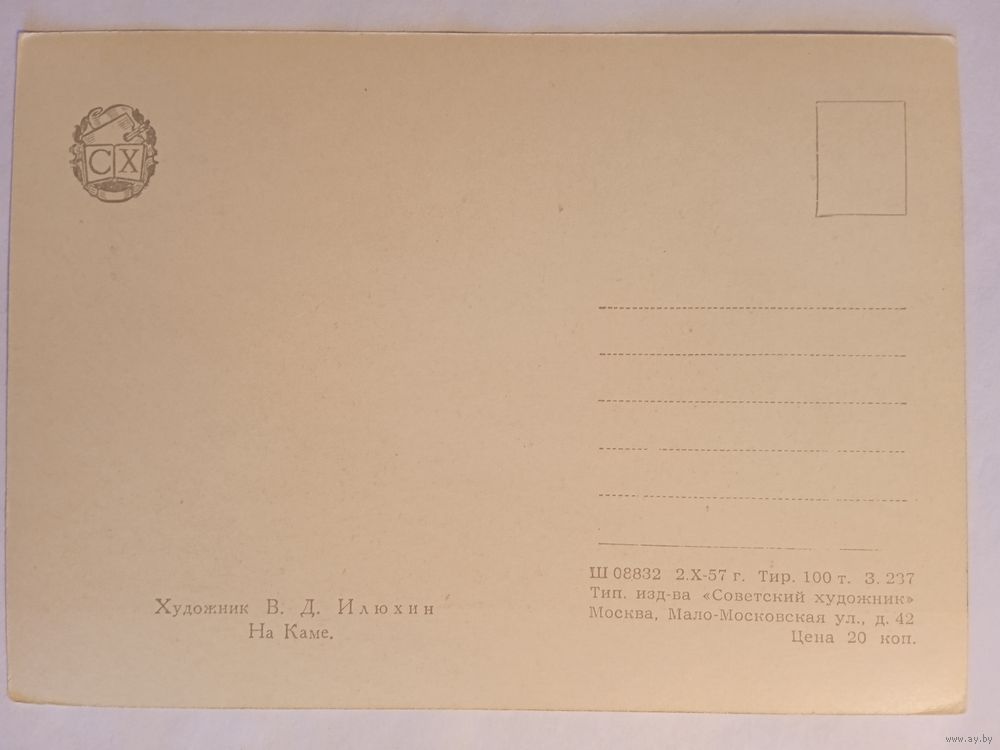 СХ
Художник В. Д. Илюхин
На Каме.
Ш 08832 2.X-57 г. Тир. 100 т. З. 237
Тип. изд-ва «Советский художник»
Москва, Мало-Московская ул., д. 42
Цена 20 коп.
www.ay.by